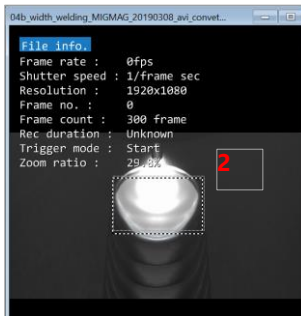 04b_width_welding_MIGMAG_20190308_avi_convet...
File info.
Frame rate : 0fps
Shutter speed : 1/frame sec
Resolution : 1920x1080
Frame no. : 0
Frame count : 300 frame
Rec duration : Unknown
Trigger mode : Start
Zoom ratio : 29.8%
2